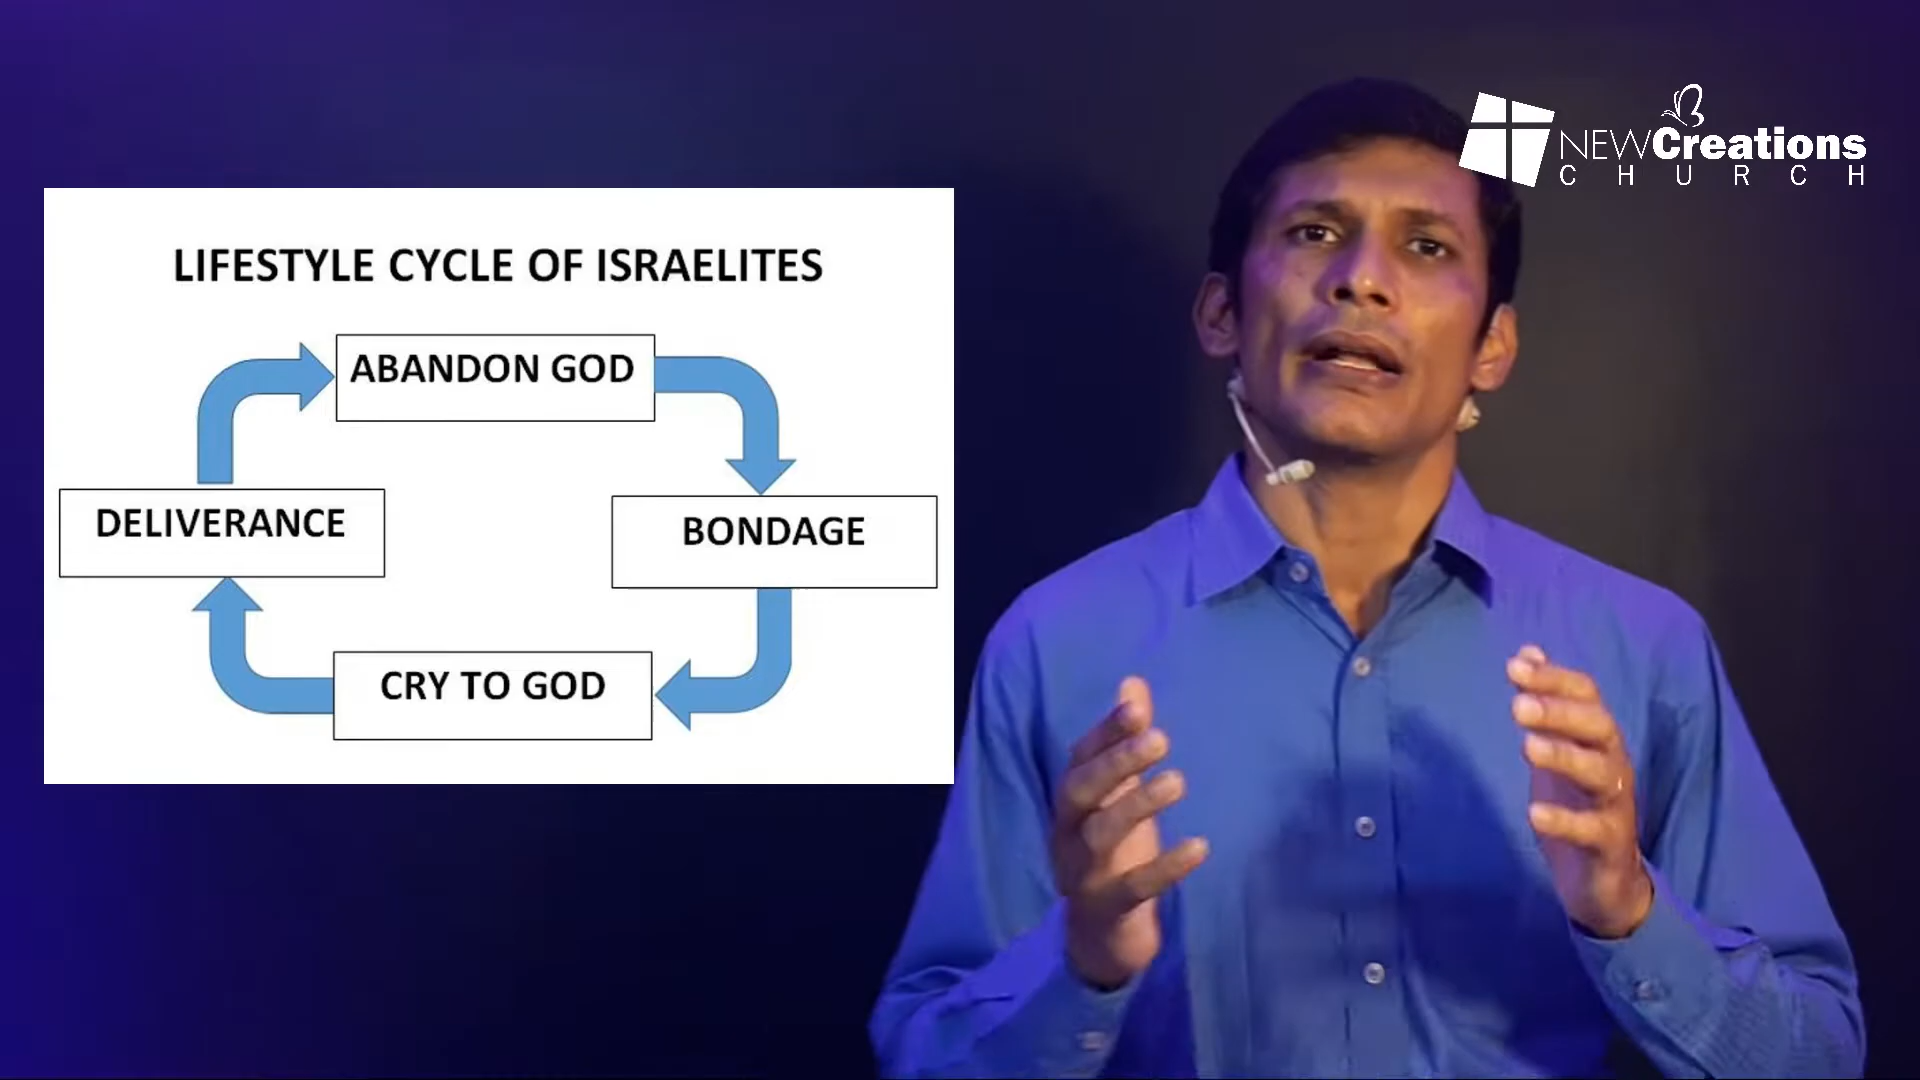 NEWCreations
CHURCH
LIFESTYLE CYCLE OF ISRAELITES
ABANDON GOD
DELIVERANCE
BONDAGE
CRY TO GOD